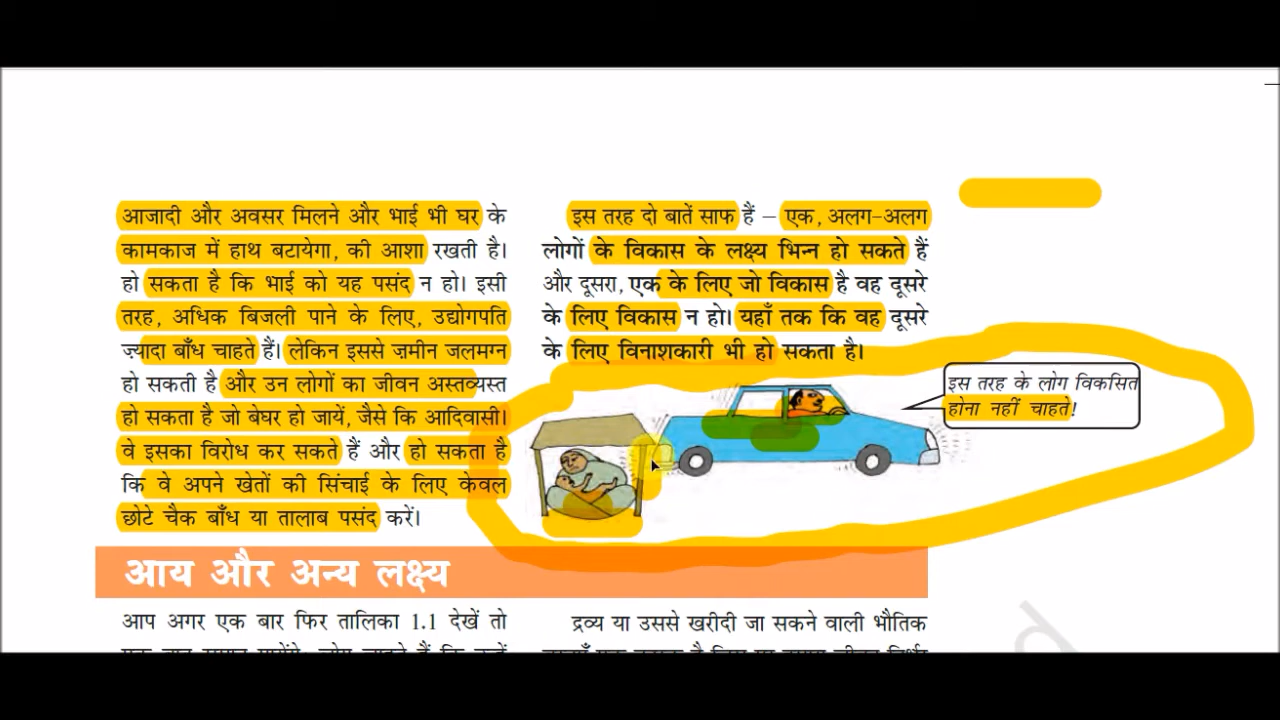 आजादी और अवसर मिलने और भाई भी घर के
कामकाज में हाथ बटायेगा, की आशा रखती है।
हो सकता है कि भाई को यह पसंद न हो। इसी
तरह, अधिक बिजली पाने के लिए, उद्योगपति
ज्यादा बाँध चाहते हैं। लेकिन इससे जमीन जलमग्न
हो सकती है और उन लोगों का जीवन अस्तव्यस्त
हो सकता है जो बेघर हो जायें, जैसे कि आदिवासी।
वे इसका विरोध कर सकते हैं और हो सकता है
कि वे अपने खेतों की सिंचाई के लिए केवल
छोटे चैक बाँध या तालाब पसंद करें।
इस तरह दो बातें साफ हैं – एक, अलग-अलग
लोगों के विकास के लक्ष्य भिन्न हो सकते हैं
और दूसरा, एक के लिए जो विकास है वह दूसरे
के लिए विकास न हो। यहाँ तक कि वह दूसरे
के लिए विनाशकारी भी हो सकता है।
इस तरह के लोग विकसित
होना नहीं चाहते!
आय और अन्य लक्ष्य
आप अगर एक बार फिर तालिका 1.1 देखें तो
द्रव्य या उससे खरीदी जा सकने वाली भौतिक